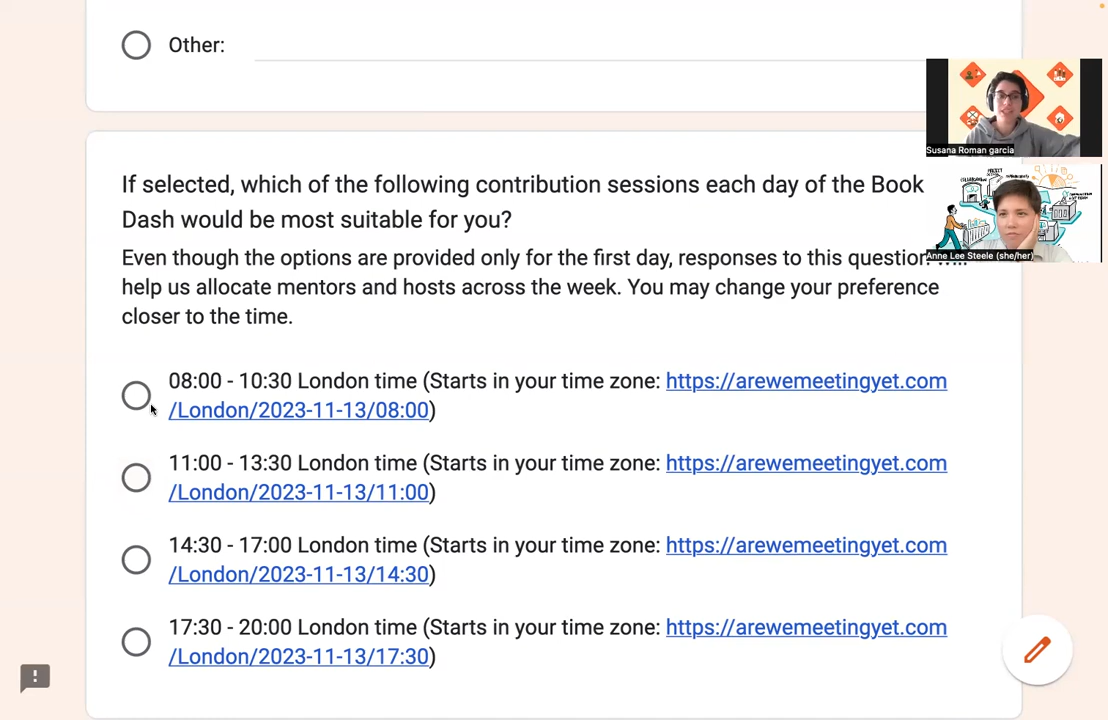 Other:
Susana Roman garcia
If selected, which of the following contribution sessions each day of the Book
Dash would be most suitable for you?
Even though the options are provided only for the first day, responses to this question
Anne Lee Steele (she/her)
help us allocate mentors and hosts across the week. You may change your preference
closer to the time.
08:00 - 10:30 London time (Starts in your time zone: https://arewemeetingyet.com
/London/2023-11-13/08:00)
11:00 - 13:30 London time (Starts in your time zone: https://arewemeetingyet.com
/London/2023-11-13/11:00)
14:30 - 17:00 London time (Starts in your time zone: https://arewemeetingyet.com
/London/2023-11-13/14:30)
17:30 - 20:00 London time (Starts in your time zone: https://arewemeetingyet.com
/London/2023-11-13/17:30)